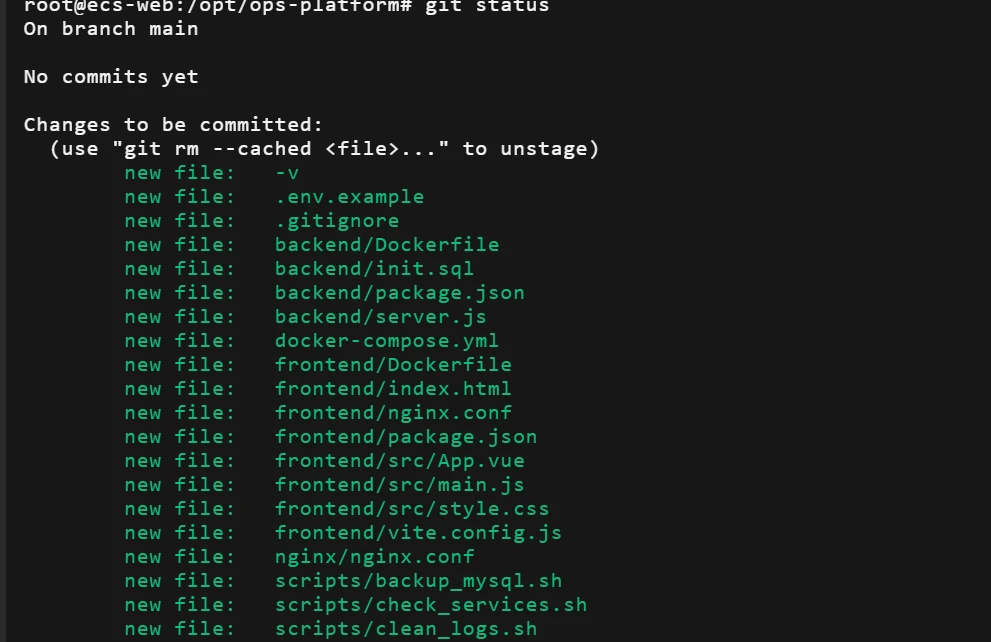 root@ecs-web:/opt/ops-platform# git status
On branch main
No commits yet
Changes to be committed:
(use "git rm --cached <file>..." to unstage)
new file: -v
new file: .env.example
new file: .gitignore
new file: backend/Dockerfile
new file: backend/init.sql
new file: backend/package.json
new file: backend/server.js
new file: docker-compose.yml
new file: frontend/Dockerfile
new file: frontend/index.html
new file: frontend/nginx.conf
new file: frontend/package.json
new file: frontend/src/App.vue
new file: frontend/src/main.js
new file: frontend/src/style.css
new file: frontend/vite.config.js
new file: nginx/nginx.conf
new file: scripts/backup_mysql.sh
new file: scripts/check_services.sh
new file: scripts/clean_logs.sh